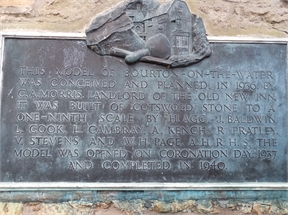 THIS MODEL OF BOURTON-ON-THE-WATER
WAS CONCEIVED AND PLANNED IN 1936 BY
C. A. MORRIS. LANDLORD OF THE OLD NEW INN.
IT WAS BUILT OF COTSWOLD STONE TO A
ONE-NINTH SCALE BY H. J. BALDWIN
L. COOK. L. CAMBRAY. A. KENCH. R. PRATLEY.
V. STEVENS. AND W. H. PAGE. A.H.R.H.S. THE
MODEL WAS OPENED ON CORONATION DAY 1937
AND COMPLETED IN 1940.